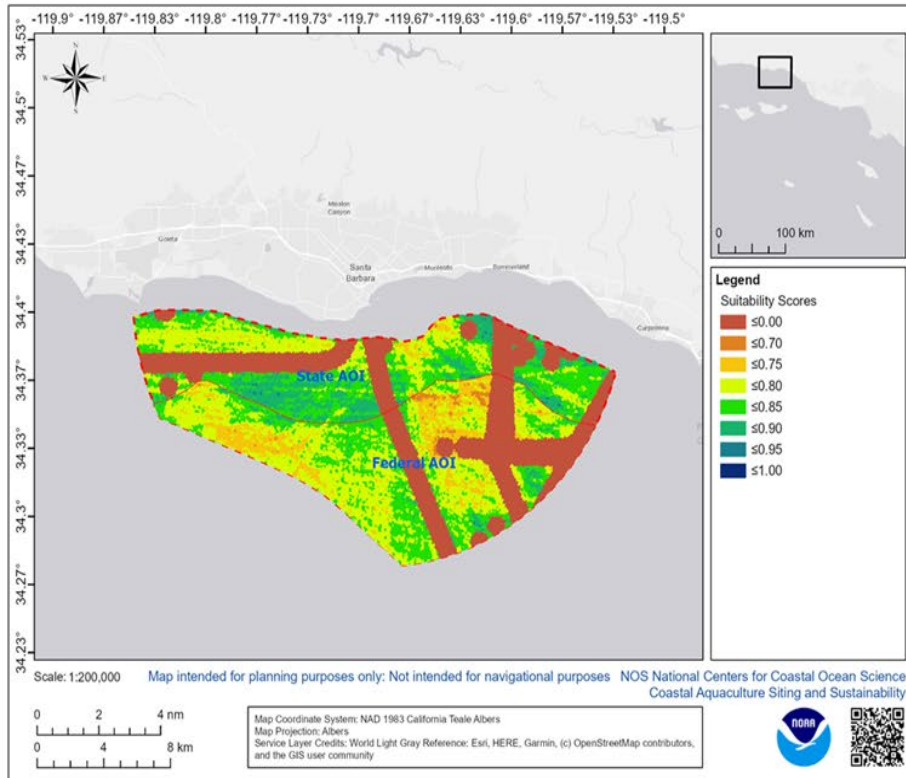 -119.9° -119.87 -119.83 -119.8° -119.77 -119.73 -119.7° -119.67 -119.63 -119.6° -119.57 -119.53 -119.5°
34.53
34.5°
34.47
34.43
34.4°
34.37
34.33
34.3°
34.27
34.23
N
W E
S
Mission
Canyon
Goleta
Santa
Barbara
Montecito
Summerland
Carpinteria
State AOI
Federal AOI
0 100 km
Legend
Suitability Scores
≤0.00
≤0.70
≤0.75
≤0.80
≤0.85
≤0.90
≤0.95
≤1.00
Scale: 1:200,000
Map intended for planning purposes only: Not intended for navigational purposes
NOS National Centers for Coastal Ocean Science
Coastal Aquaculture Siting and Sustainability
0 2 4 nm
0 4 8 km
Map Coordinate System: NAD 1983 California Teale Albers
Map Projection: Albers
Service Layer Credits: World Light Gray Reference: Esri, HERE, Garmin, (c) OpenStreetMap contributors,
and the GIS user community
NOAA